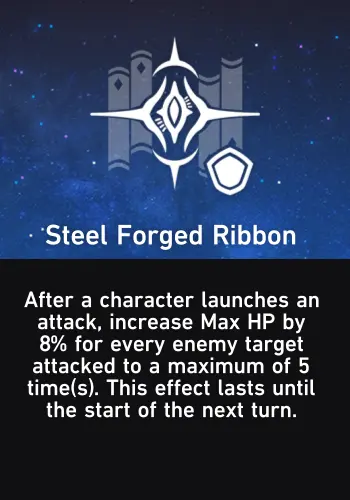 Steel Forged Ribbon
After a character launches an
attack, increase Max HP by
8% for every enemy target
attacked to a maximum of 5
time(s). This effect lasts until
the start of the next turn.